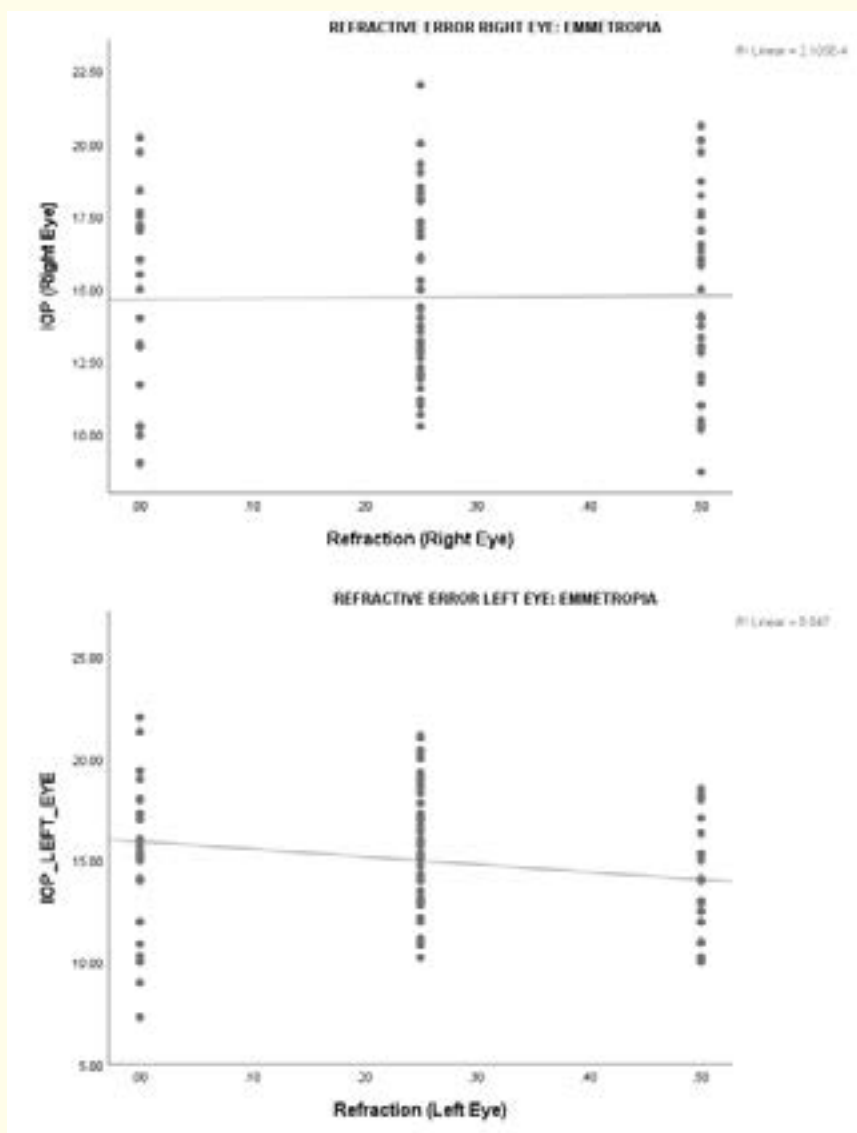 REFRACTIVE ERROR RIGHT EYE: EMMETROPIA
Linear =
22.50
20.00
17.50
15.00
12.50
10.00
IOP (Right Eye)
.00 .10 .20 .30 .40 .50
Refraction (Right Eye)
REFRACTIVE ERROR LEFT EYE: EMMETROPIA
Linear =
25.00
20.00
15.00
10.00
5.00
IOP_LEFT_EYE
.00 .10 .20 .30 .40 .50
Refraction (Left Eye)